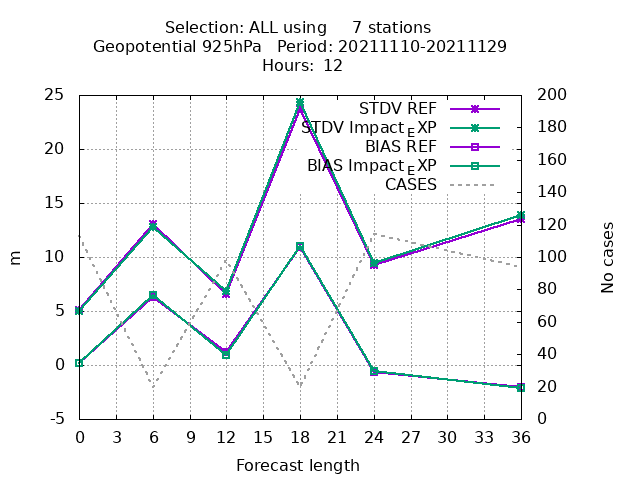 Selection: ALL using     7 stations
Geopotential 925hPa   Period: 20211110-20211129
Hours:  12
25
20
15
10
5
0
-5
200
180
160
140
120
100
80
60
40
20
0
STDV REF
STDV Impact_EXP
BIAS REF
BIAS Impact_EXP
CASES
m
No cases
0 3 6 9 12 15 18 21 24 27 30 33 36
Forecast length